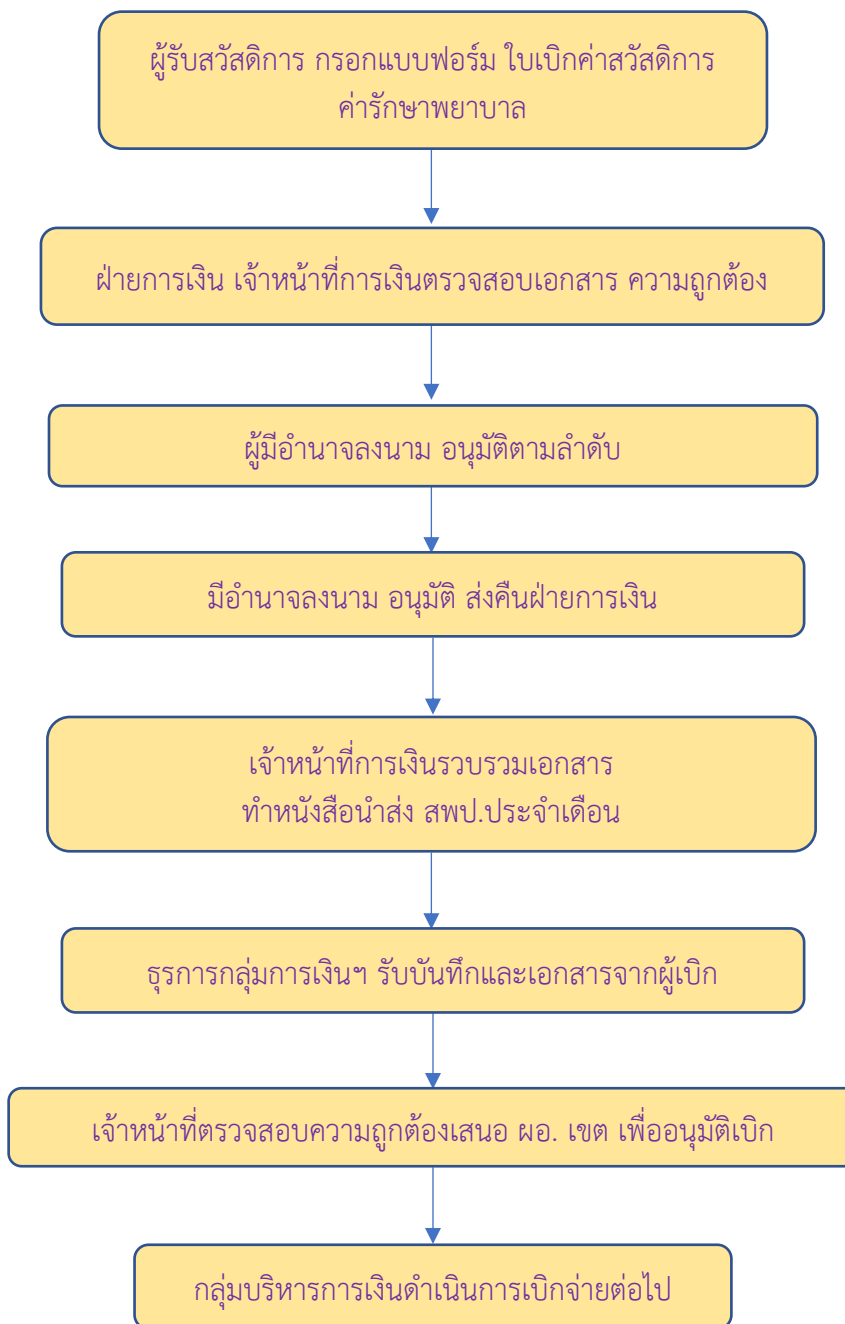 ผู้รับสวัสดิการ กรอกแบบฟอร์ม ใบเบิกค่าสวัสดิการ
ค่ารักษาพยาบาล
ฝ่ายการเงิน เจ้าหน้าที่การเงินตรวจสอบเอกสาร ความถูกต้อง
ผู้มีอำนาจลงนาม อนุมัติตามลำดับ
มีอำนาจลงนาม อนุมัติ ส่งคืนฝ่ายการเงิน
เจ้าหน้าที่การเงินรวบรวมเอกสาร
ทำหนังสือนำส่ง สพป.ประจำเดือน
ธุรการกลุ่มการเงินฯ รับบันทึกและเอกสารจากผู้เบิก
เจ้าหน้าที่ตรวจสอบความถูกต้องเสนอ ผอ. เขต เพื่ออนุมัติเบิก
กลุ่มบริหารการเงินดำเนินการเบิกจ่ายต่อไป